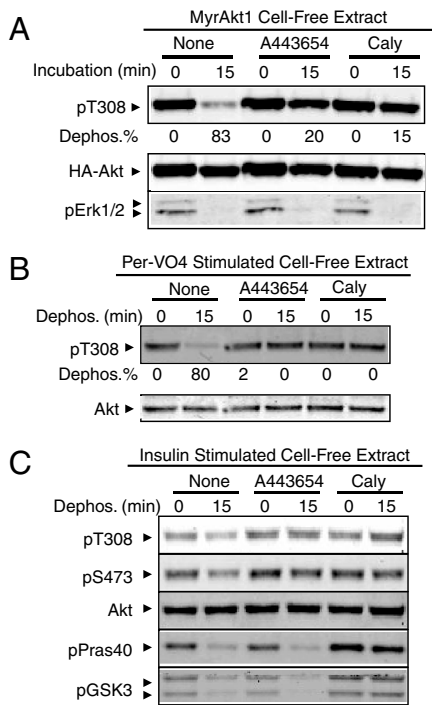 A
MyrAkt1 Cell-Free Extract
None A443654 Caly
Incubation (min) 0 15 0 15 0 15
pT308
Dephos.% 0 83 0 20 0 15
HA-Akt
pErk1/2
B
Per-VO4 Stimulated Cell-Free Extract
None A443654 Caly
Dephos. (min) 0 15 0 15 0 15
pT308
Dephos.% 0 80 2 0 0 0
Akt
C
Insulin Stimulated Cell-Free Extract
None A443654 Caly
Dephos. (min) 0 15 0 15 0 15
pT308
pS473
Akt
pPras40
pGSK3